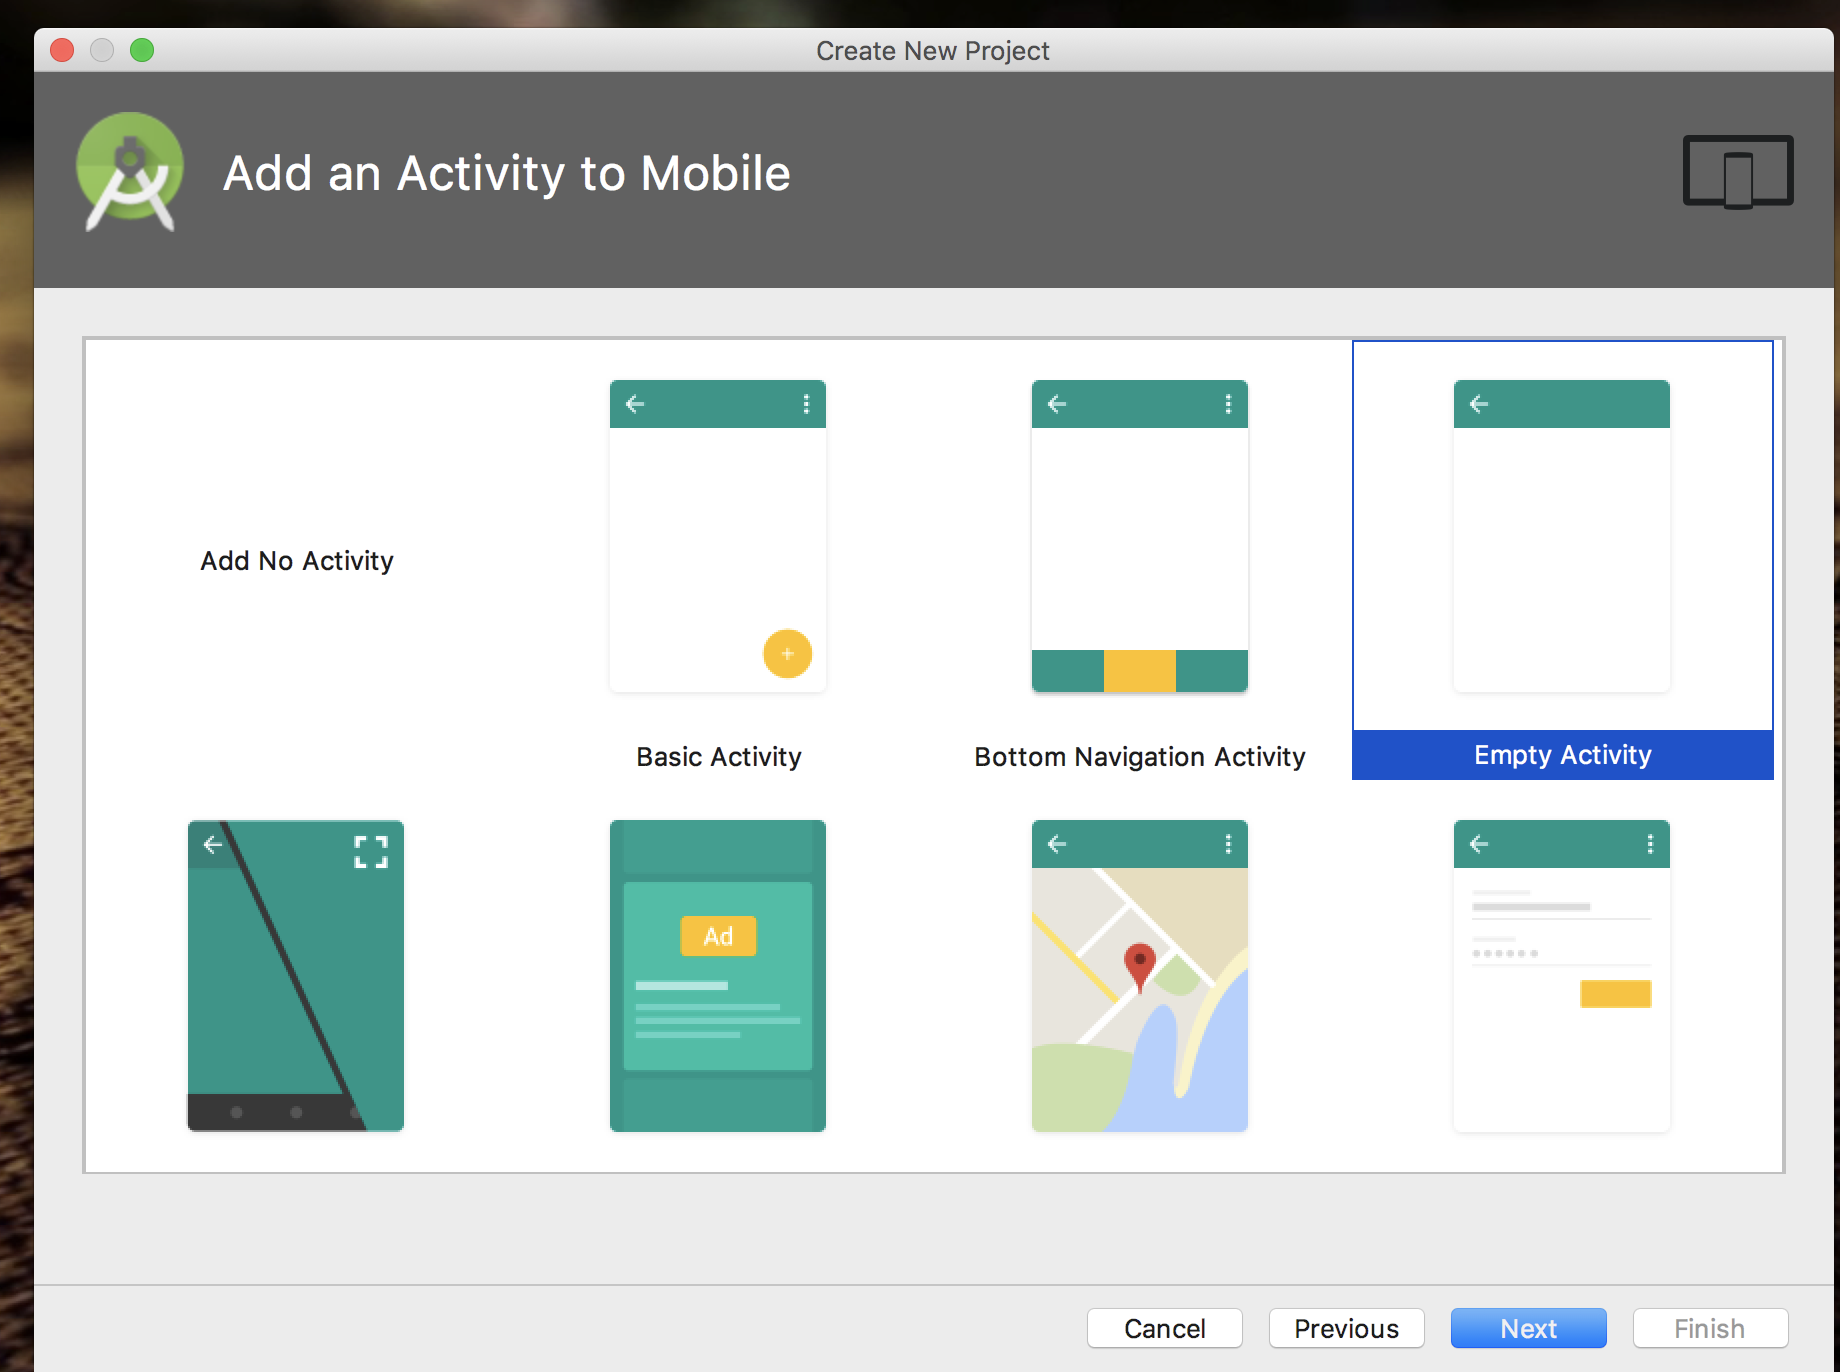 Create New Project
Add an Activity to Mobile
Add No Activity
Basic Activity
Bottom Navigation Activity
Empty Activity
Ad
Cancel
Previous
Next
Finish